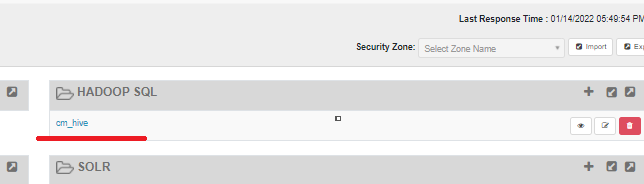 Last Response Time : 01/14/2022 05:49:54 PM
Security Zone: Select Zone Name Import Exp
HADOOP SQL
cm_hive
SOLR